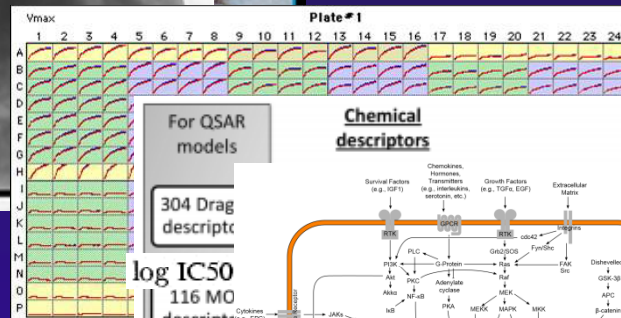 Vmax Plate#1
1 2 3 4 5 6 7 8 9 10 11 12 13 14 15 16 17 18 19 20 21 22 23 24
A
B
C
D
E
F
G
H
I
J
K
L
M
N
O
P
For QSAR
models
304 Drag
descripto
log IC50
116 MO
Chemical
descriptors
Survival Factors
(e.g., IGF1)
Chemokines,
Hormones,
Transmitters
(e.g., interleukins,
serotonin, etc.)
Growth Factors
(e.g., TGFα, EGF)
Extracellular
Matrix
RTK
GPCR
RTK
Integrins
cdc42
PLC
Grb2/SOS
Fyn/Shc
PI3K
G-Protein
Ras
FAK
Src
Dishevelled
Akt
PKC
Adenylate
cyclase
Raf
GSK-3β
Akkα
NF-κB
MEK
APC
IκB
PKA
MEKK
MAPK
MKK
β-catenin
Cytokines
JAKs